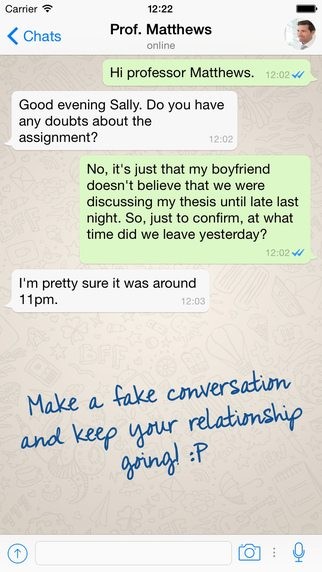 Carrier 12:22
Chats Prof. Matthews
online
Hi professor Matthews. 12:02
Good evening Sally. Do you have
any doubts about the
assignment? 12:02
No, it's just that my boyfriend
doesn't believe that we were
discussing my thesis until late last
night. So, just to confirm, at what
time did we leave yesterday?
12:02
I'm pretty sure it was around
11pm. 12:03
Make a fake conversation
and keep your relationship
going! :P